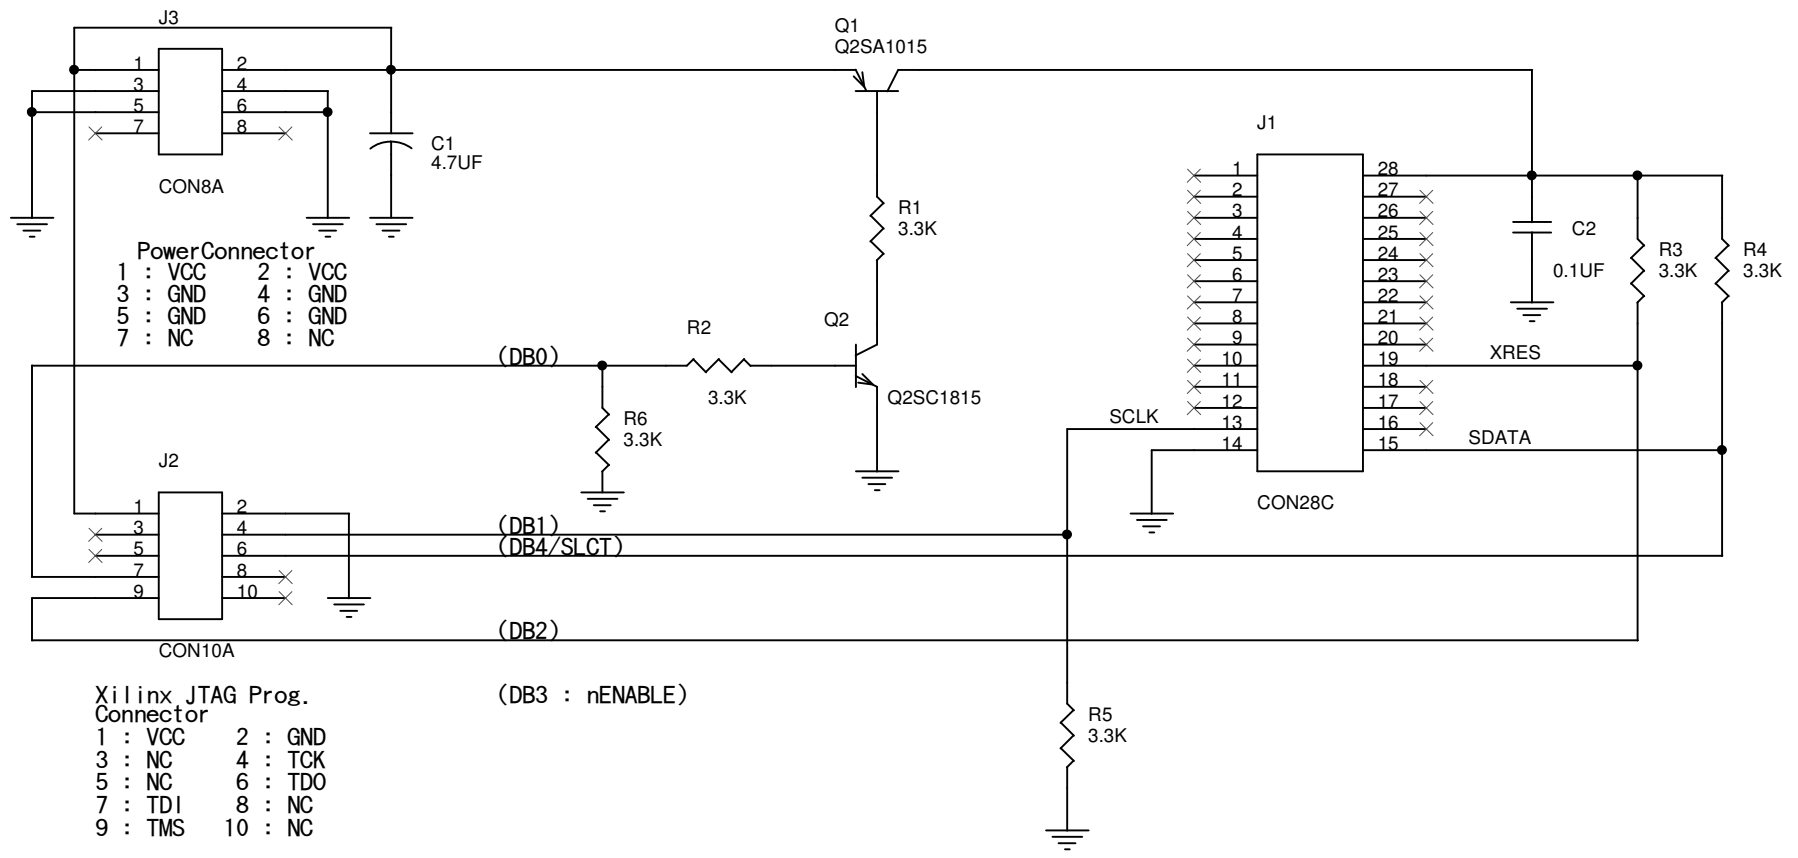 J3
1 2
3 4
5 6
7 8
CON8A
C1
4.7UF
PowerConnector
1 : VCC 2 : VCC
3 : GND 4 : GND
5 : GND 6 : GND
7 : NC 8 : NC
Q1
Q2SA1015
R1
3.3K
Q2
Q2SC1815
R2
3.3K
(DB0)
R6
3.3K
J1
1 28
2 27
3 26
4 25
5 24
6 23
7 22
8 21
9 20
10 19
11 18
12 17
13 16
14 15
CON28C
SCLK
XRES
SDATA
C2
0.1UF
R3
3.3K
R4
3.3K
J2
1 2
3 4
5 6
7 8
9 10
CON10A
(DB1)
(DB4/SLCT)
(DB2)
(DB3 : nENABLE)
R5
3.3K
Xilinx JTAG Prog.
Connector
1 : VCC 2 : GND
3 : NC 4 : TCK
5 : NC 6 : TDO
7 : TDI 8 : NC
9 : TMS 10 : NC